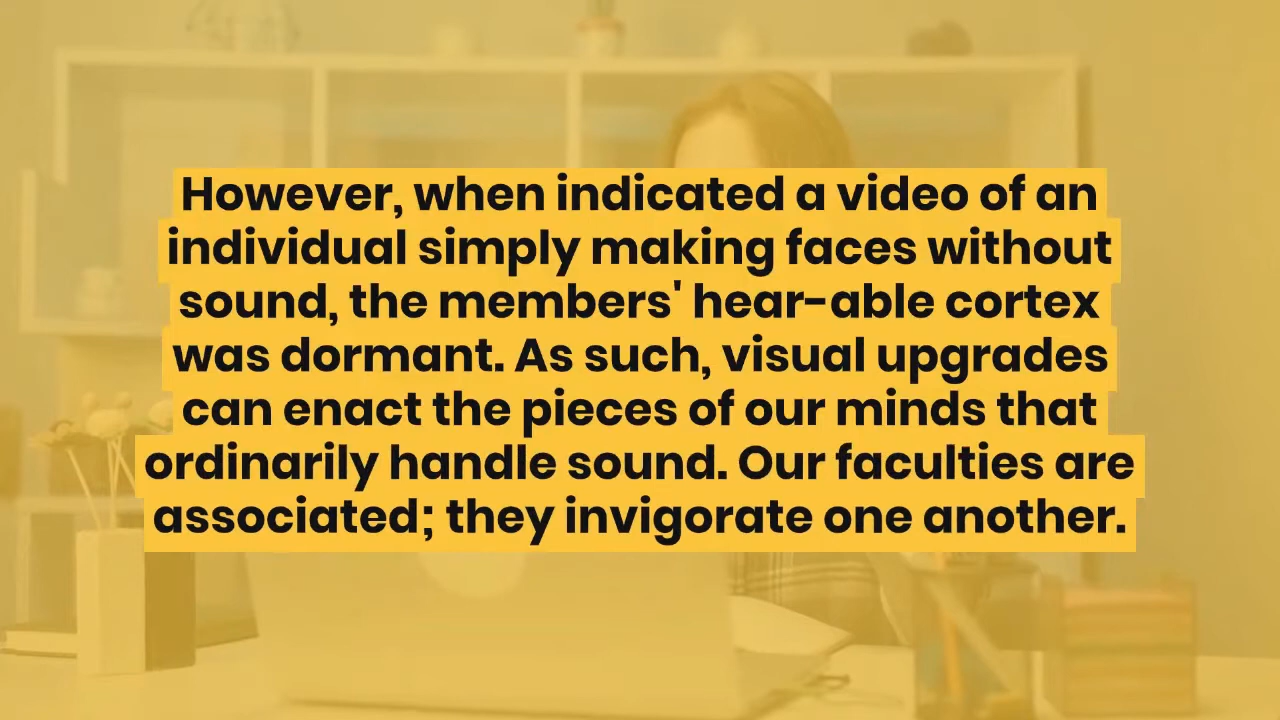 However, when indicated a video of an
individual simply making faces without
sound, the members' hear-able cortex
was dormant. As such, visual upgrades
can enact the pieces of our minds that
ordinarily handle sound. Our faculties are
associated; they invigorate one another.